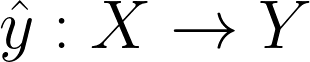 ŷ : X → Y